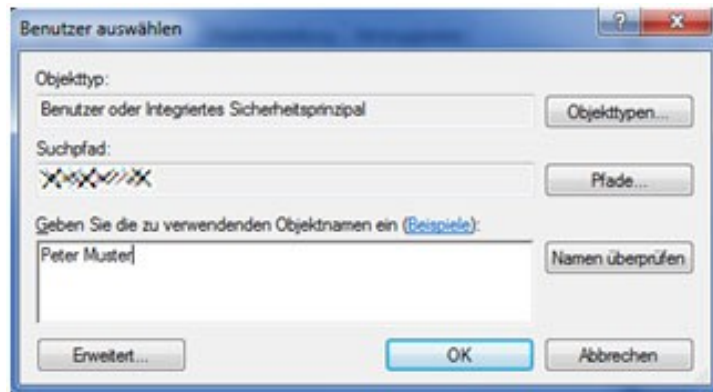 Benutzer auswählen
Objekttyp:
Benutzer oder Integriertes Sicherheitsprinzipal
Objekttypen...
Suchpfad:
Pfade...
Geben Sie die zu verwendenden Objektnamen ein (Beispiele):
Peter Muster
Namen überprüfen
Erweitert...
OK
Abbrechen